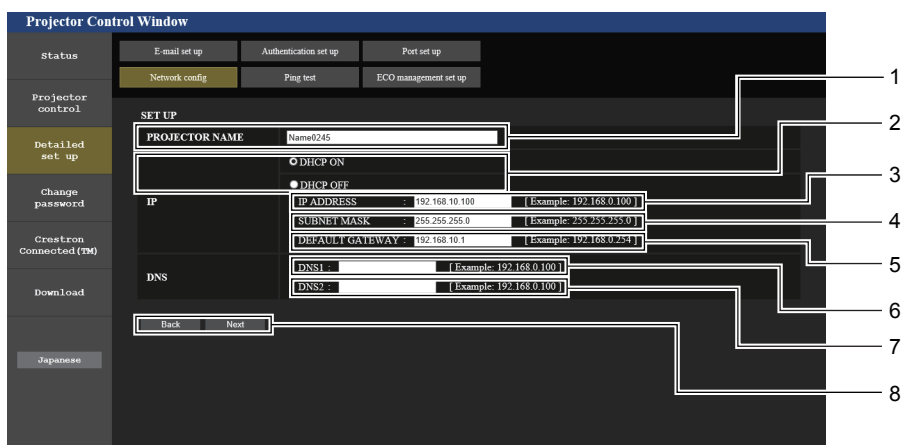 Projector Control Window
Status
E-mail set up
Authentication set up
Port set up
Network config
Ping test
ECO management set up
Projector
control
Detailed
set up
Change
password
Crestron
Connected(TM)
Download
Japanese
SET UP
PROJECTOR NAME Name0245
DHCP ON
DHCP OFF
IP
IP ADDRESS : 192.168.10.100 [ Example: 192.168.0.100 ]
SUBNET MASK : 255.255.255.0 [ Example: 255.255.255.0 ]
DEFAULT GATEWAY : 192.168.10.1 [ Example: 192.168.0.254 ]
DNS
DNS1 : [ Example: 192.168.0.100 ]
DNS2 : [ Example: 192.168.0.100 ]
Back Next
1
2
3
4
5
6
7
8